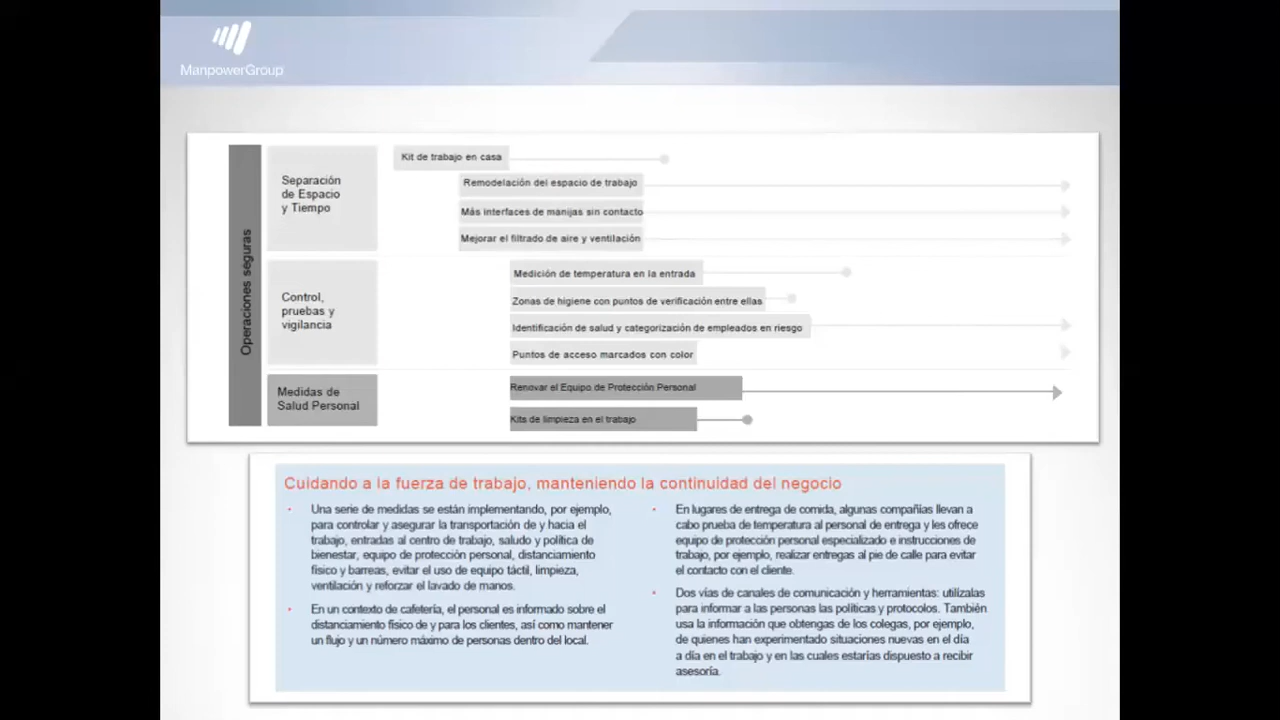 ManpowerGroup
Operaciones seguras
Separación
de Espacio
y Tiempo
Kit de trabajo en casa
Remodelación del espacio de trabajo
Más interfaces de manijas sin contacto
Mejorar el filtrado de aire y ventilación
Control,
pruebas y
vigilancia
Medición de temperatura en la entrada
Zonas de higiene con puntos de verificación entre ellas
Identificación de salud y categorización de empleados en riesgo
Puntos de acceso marcados con color
Medidas de
Salud Personal
Renovar el Equipo de Protección Personal
Kits de limpieza en el trabajo
Cuidando a la fuerza de trabajo, manteniendo la continuidad del negocio
Una serie de medidas se están implementando, por ejemplo,
para controlar y asegurar la transportación de y hacia el
trabajo, entradas al centro de trabajo, saludo y política de
bienestar, equipo de protección personal, distanciamiento
físico y barreas, evitar el uso de equipo táctil, limpieza,
ventilación y reforzar el lavado de manos.
En un contexto de cafetería, el personal es informado sobre el
distanciamiento físico de y para los clientes, así como mantener
un flujo y un número máximo de personas dentro del local.
En lugares de entrega de comida, algunas compañías llevan a
cabo prueba de temperatura al personal de entrega y les ofrece
equipo de protección personal especializado e instrucciones de
trabajo, por ejemplo, realizar entregas al pie de calle para evitar
el contacto con el cliente.
Dos vías de canales de comunicación y herramientas: utilízalas
para informar a las personas las políticas y protocolos. También
usa la información que obtengas de los colegas, por ejemplo,
de quienes han experimentado situaciones nuevas en el día
a día en el trabajo y en las cuales estarías dispuesto a recibir
asesoría.